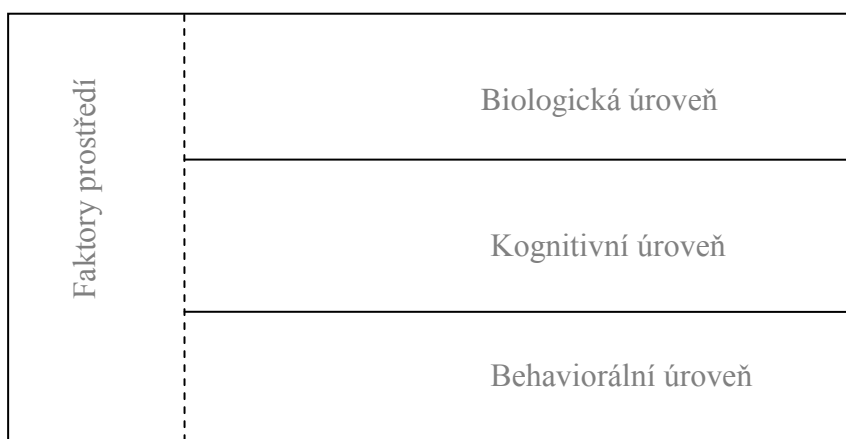 Faktory prostředí
Biologická úroveň
Kognitivní úroveň
Behaviorální úroveň